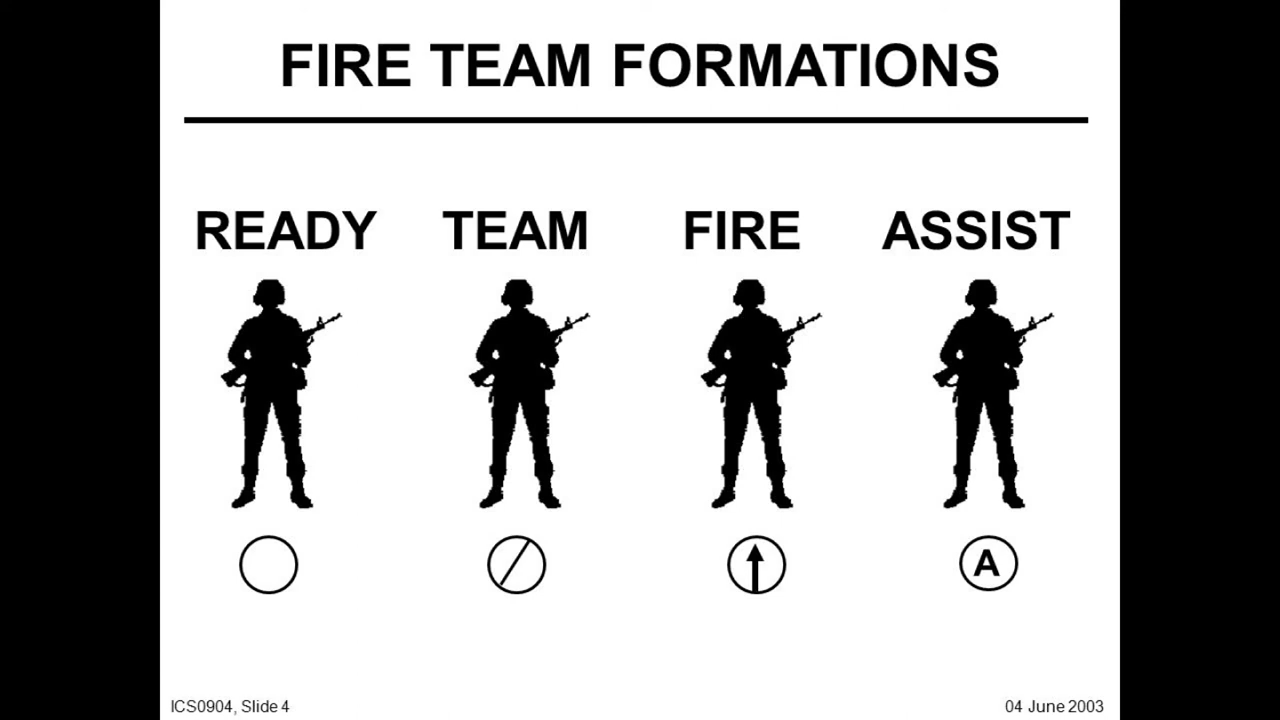 FIRE TEAM FORMATIONS
READY TEAM FIRE ASSIST
A
ICS0904, Slide 4 04 June 2003